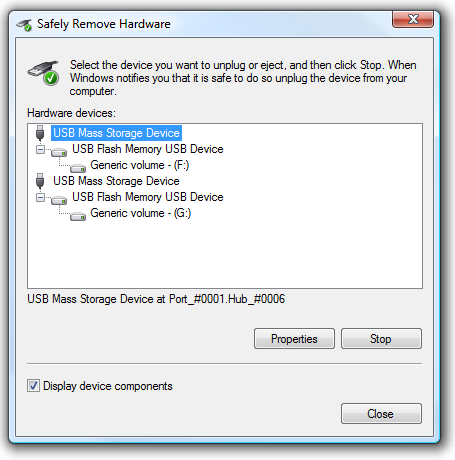 Safely Remove Hardware
Select the device you want to unplug or eject, and then click Stop. When
Windows notifies you that it is safe to do so unplug the device from your
computer.
Hardware devices:
USB Mass Storage Device
USB Flash Memory USB Device
Generic volume - (F:)
USB Mass Storage Device
USB Flash Memory USB Device
Generic volume - (G:)
USB Mass Storage Device at Port_#0001.Hub_#0006
Properties
Stop
Display device components
Close